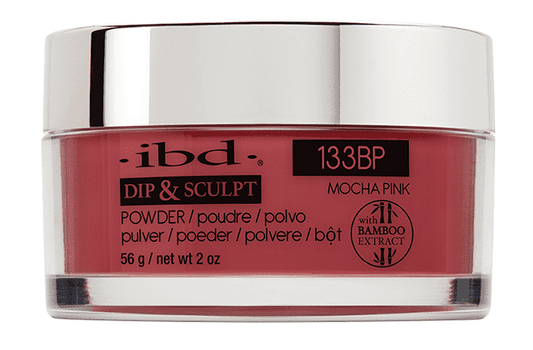 ·ibd·®
133BP
DIP & SCULPT
MOCHA PINK
POWDER / poudre / polvo
pulver / poeder / polvere / bột
56 g / net wt 2 oz
with
BAMBOO
EXTRACT